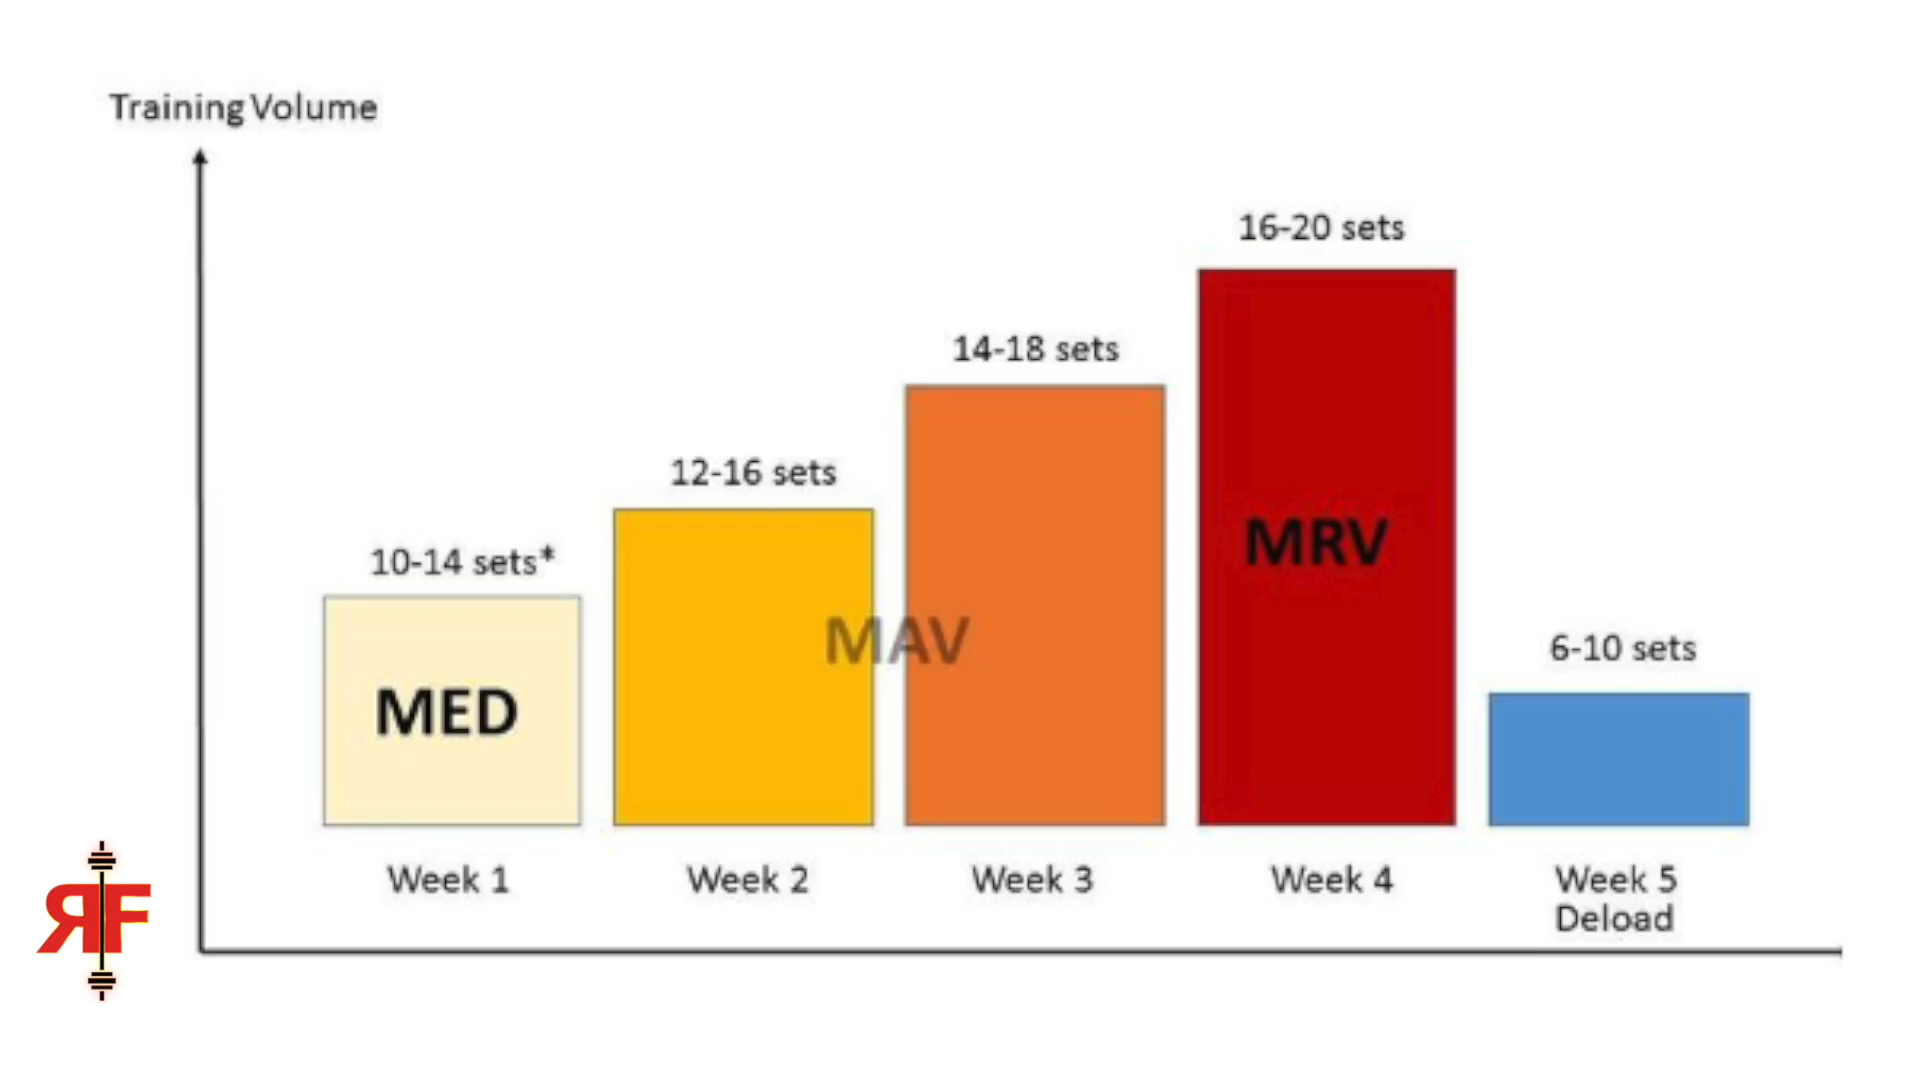 Training Volume
16-20 sets
14-18 sets
12-16 sets
10-14 sets*
MRV
MAV
6-10 sets
MED
Week 1
Week 2
Week 3
Week 4
Week 5
Deload
RF